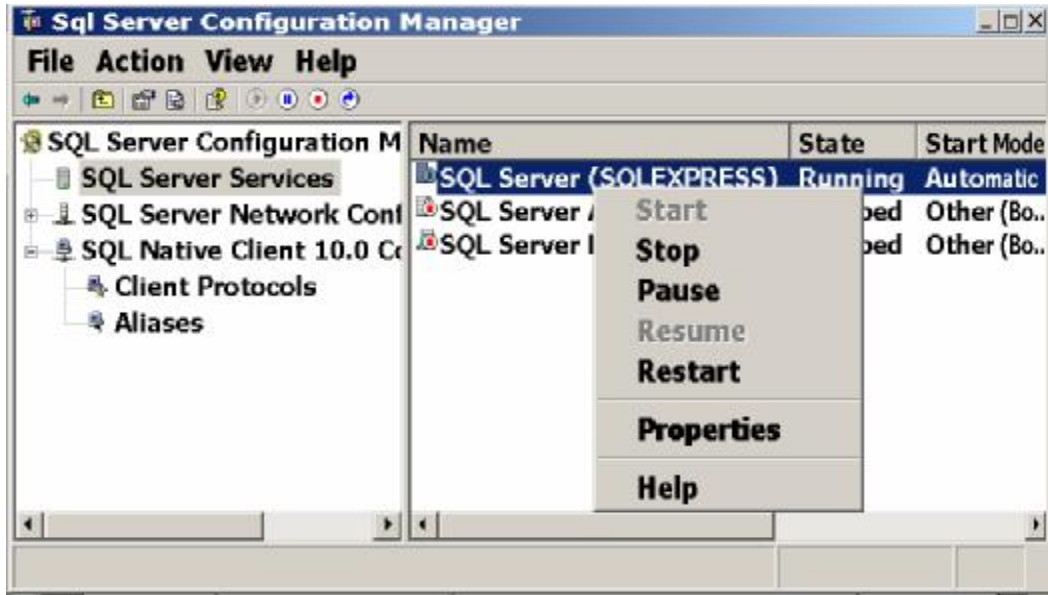 Sql Server Configuration Manager
File Action View Help
SQL Server Configuration M
SQL Server Services
SQL Server Network Conf
SQL Native Client 10.0 Co
Client Protocols
Aliases
Name State Start Mode
SQL Server (SQLEXPRESS) Running Automatic
SQL Server A ped Other (Bo..
SQL Server ped Other (Bo..
Start
Stop
Pause
Resume
Restart
Properties
Help